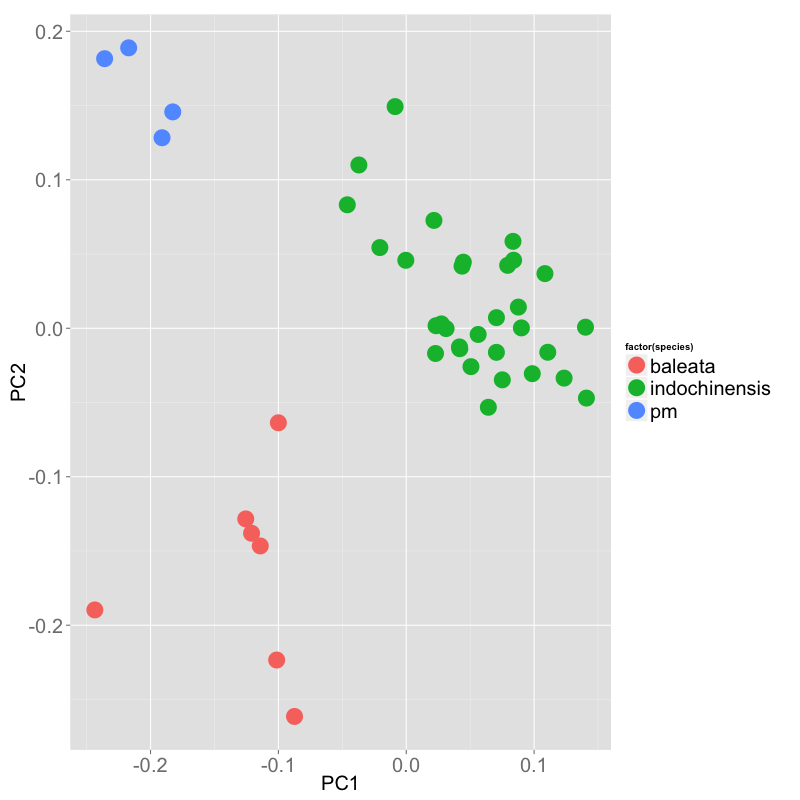 0.2
0.1
0.0
-0.1
-0.2
PC2
-0.2 -0.1 0.0 0.1
PC1
factor(species)
baleata
indochinensis
pm